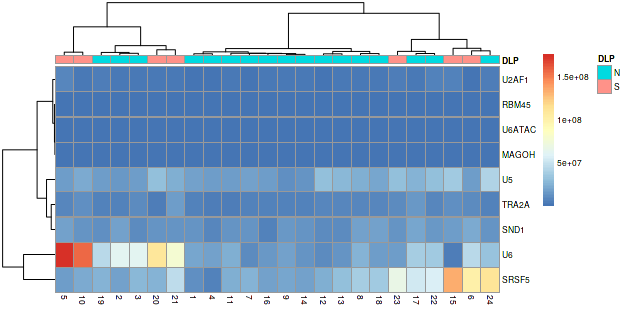 DLP
DLP
N
S
U2AF1
RBM45
U6ATAC
MAGOH
U5
TRA2A
SND1
U6
SRSF5
1.5e+08
1e+08
5e+07
5 10 19 2 3 20 21 1 4 11 7 16 9 14 12 13 8 18 23 17 22 15 6 24